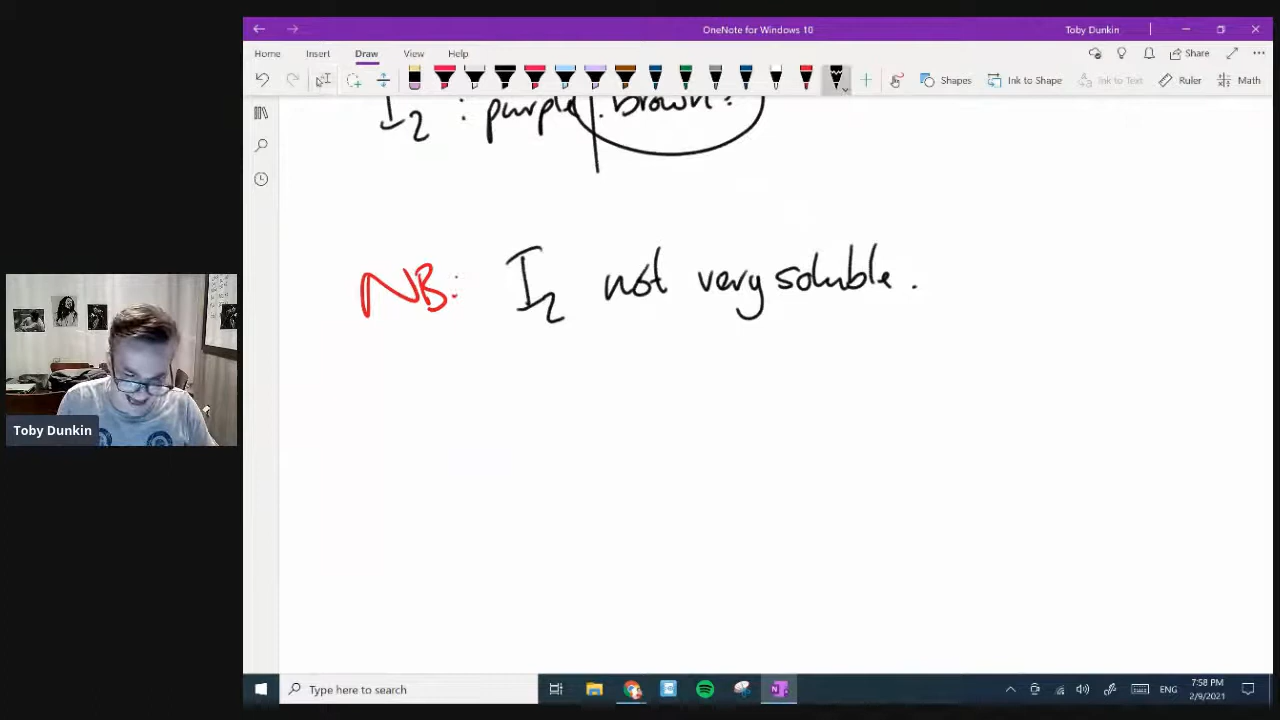 OneNote for Windows 10
Toby Dunkin
Home Insert Draw View Help
Share
Shapes Ink to Shape Ink to Text Ruler Math
I2 : purple / brown?
NB: I2 not very soluble.
Toby Dunkin
Type here to search
ENG
7:58 PM
2/9/2021